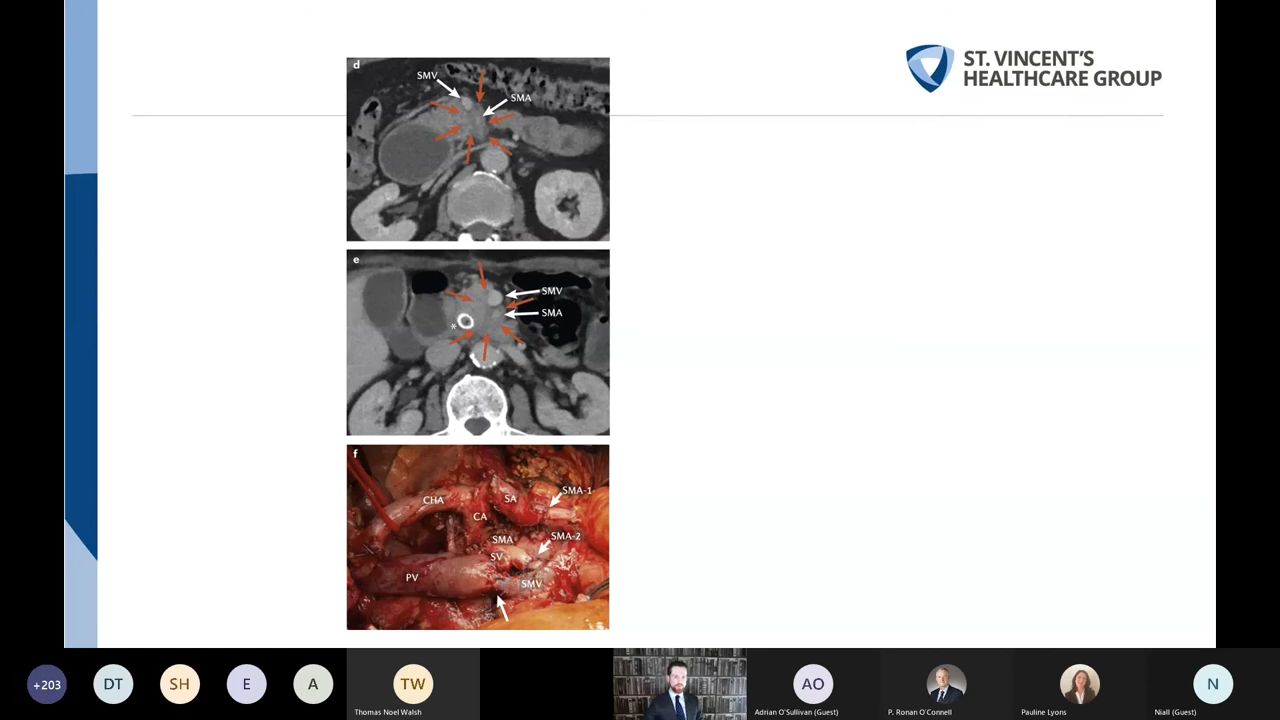 ST. VINCENT'S
HEALTHCARE GROUP
d
SMV
SMA
e
SMV
SMA
*
f
CHA
SA
SMA-1
CA
SMA
SMA-2
SV
PV
SMV
+203
DT
SH
E
A
TW
Thomas Noel Walsh
AO
Adrian O'Sullivan (Guest)
P. Ronan O'Connell
Pauline Lyons
N
Niall (Guest)